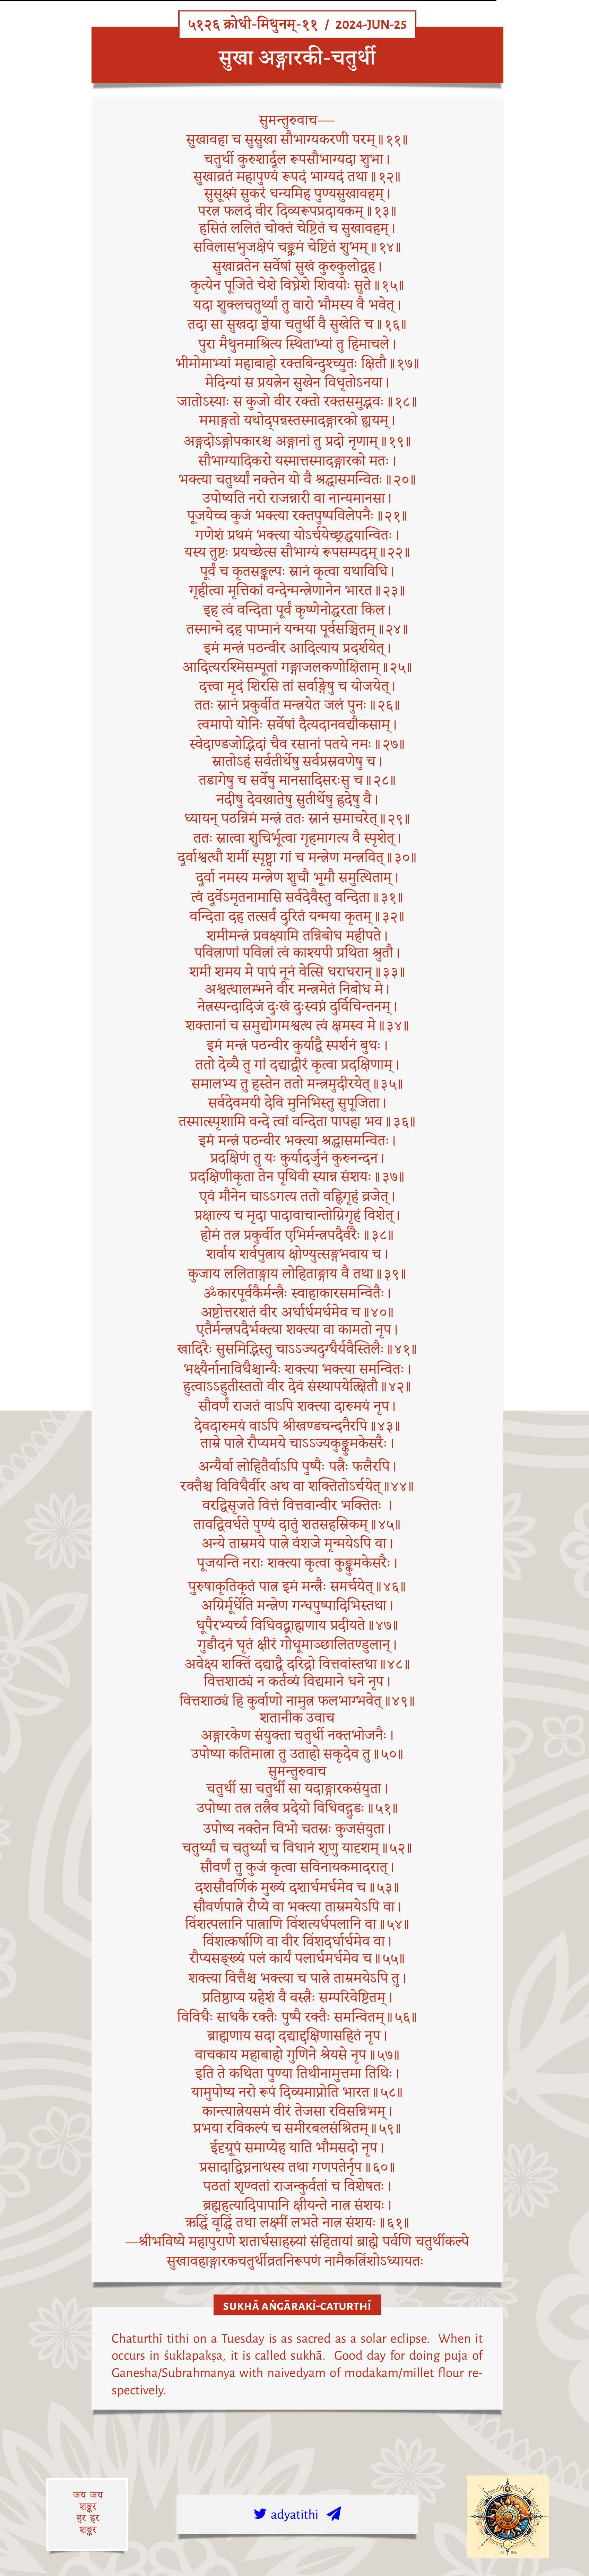 ५१२६ क्रोधी-मिथुनम्-११ / 2024-JUN-25
सुखा अङ्गारकी-चतुर्थी
सुमन्तुरुवाच—
सुखावहा च सुसुखा सौभाग्यकरणी परम्॥११॥
चतुर्थी कुरुशार्दूल रूपसौभाग्यदा शुभा।
सुखाव्रतं महापुण्यं रूपदं भाग्यदं तथा॥१२॥
सुसूक्ष्मं सुकरं धन्यमिह पुण्यसुखावहम्।
परत्र फलदं वीर दिव्यरूपप्रदायकम्॥१३॥
हसितं ललितं चोक्तं चेष्टितं च सुखावहम्।
सविलासभुजक्षेपं चङ्क्रमं चेष्टितं शुभम्॥१४॥
सुखाव्रतेन सर्वेषां सुखं कुरुकुलोद्वह।
कृत्येन पूजिते चेशे विघ्नेशे शिवयोः सुते॥१५॥
यदा शुक्लचतुर्थ्यां तु वारो भौमस्य वै भवेत्।
तदा सा सुखदा ज्ञेया चतुर्थी वै सुखेति च॥१६॥
पुरा मैथुनमाश्रित्य स्थिताभ्यां तु हिमाचले।
भीमोमाभ्यां महाबाहो रक्तबिन्दुश्च्युतः क्षितौ॥१७॥
मेदिन्यां स प्रयत्नेन सुखेन विधृतोऽनया।
जातोऽस्याः स कुजो वीर रक्तो रक्तसमुद्भवः॥१८॥
ममाङ्गतो यथोत्पन्नस्तस्मादङ्गारको ह्ययम्।
अङ्गदोऽङ्गोपकारश्च अङ्गानां तु प्रदो नृणाम्॥१९॥
सौभाग्यादिकरो यस्मात्तस्मादङ्गारको मतः।
भक्त्या चतुर्थ्यां नक्तेन यो वै श्रद्धासमन्वितः॥२०॥
उपोष्यति नरो राजन्नारी वा नान्यमानसा।
पूजयेच्च कुजं भक्त्या रक्तपुष्पविलेपनैः॥२१॥
गणेशं प्रथमं भक्त्या योऽर्चयेच्छ्रद्धयान्वितः।
यस्य तुष्टः प्रयच्छेत्स सौभाग्यं रूपसम्पदम्॥२२॥
पूर्वं च कृतसङ्कल्पः स्नानं कृत्वा यथाविधि।
गृहीत्वा मृत्तिकां वन्देन्मन्त्रेणानेन भारत॥२३॥
इह त्वं वन्दिता पूर्वं कृष्णेनोद्धरता किल।
तस्मान्मे दह पाप्मानं यन्मया पूर्वसञ्चितम्॥२४॥
इमं मन्त्रं पठन्वीर आदित्याय प्रदर्शयेत्।
आदित्यरश्मिसम्पूतां गङ्गाजलकणोक्षिताम्॥२५॥
दत्त्वा मृदं शिरसि तां सर्वाङ्गेषु च योजयेत्।
ततः स्नानं प्रकुर्वीत मन्त्रयेत जलं पुनः॥२६॥
त्वमापो योनिः सर्वेषां दैत्यदानवद्यौकसाम्।
स्वेदाण्डजोद्भिदां चैव रसानां पतये नमः॥२७॥
स्नातोऽहं सर्वतीर्थेषु सर्वप्रस्रवणेषु च।
तडागेषु च सर्वेषु मानसादिसरःसु च॥२८॥
नदीषु देवखातेषु सुतीर्थेषु ह्रदेषु वै।
ध्यायन् पठन्निमं मन्त्रं ततः स्नानं समाचरेत्॥२९॥
ततः स्नात्वा शुचिर्भूत्वा गृहमागत्य वै स्पृशेत्।
दूर्वाश्वत्थौ शमीं स्पृष्ट्वा गां च मन्त्रेण मन्त्रवित्॥३०॥
दूर्वां नमस्य मन्त्रेण शुचौ भूमौ समुत्थिताम्।
त्वं दूर्वेऽमृतनामासि सर्वदेवैस्तु वन्दिता॥३१॥
वन्दिता दह तत्सर्वं दुरितं यन्मया कृतम्॥३२॥
शमीमन्त्रं प्रवक्ष्यामि तन्निबोध महीपते।
पवित्राणां पवित्रां त्वं काश्यपी प्रथिता श्रुतौ।
शमी शमय मे पापं नूनं वेत्सि धराधरान्॥३३॥
अश्वत्थालम्भने वीर मन्त्रमेतं निबोध मे।
नेत्रस्पन्दादिजं दुःखं दुःस्वप्नं दुर्विचिन्तनम्।
शक्तानां च समुद्योगमश्वत्थ त्वं क्षमस्व मे॥३४॥
इमं मन्त्रं पठन्वीर कुर्याद्वै स्पर्शनं बुधः।
ततो देव्यै तु गां दद्याद्वीरं कृत्वा प्रदक्षिणाम्।
समालभ्य तु हस्तेन ततो मन्त्रमुदीरयेत्॥३५॥
सर्वदेवमयी देवि मुनिभिस्तु सुपूजिता।
तस्मात्स्पृशामि वन्दे त्वां वन्दिता पापहा भव॥३६॥
इमं मन्त्रं पठन्वीर भक्त्या श्रद्धासमन्वितः।
प्रदक्षिणं तु यः कुर्यादर्जुनं कुरुनन्दन।
प्रदक्षिणीकृता तेन पृथिवी स्यान्न संशयः॥३७॥
एवं मौनेन चाऽऽगत्य ततो वह्निगृहं व्रजेत्।
प्रक्षाल्य च मृदा पादावाचान्तोग्निगृहं विशेत्।
होमं तत्र प्रकुर्वीत एभिर्मन्त्रपदैर्वरैः॥३८॥
शर्वाय शर्वपुत्राय क्षोण्युत्सङ्गभवाय च।
कुजाय ललिताङ्गाय लोहिताङ्गाय वै तथा॥३९॥
ॐकारपूर्वकैर्मन्त्रैः स्वाहाकारसमन्वितैः।
अष्टोत्तरशतं वीर अर्धार्धमर्धमेव च॥४०॥
एतैर्मन्त्रपदैर्भक्त्या शक्त्या वा कामतो नृप।
खादिरैः सुसमिद्भिस्तु चाऽऽज्यदुग्धैर्यवैस्तिलैः॥४१॥
भक्ष्यैर्नानाविधैश्चान्यैः शक्त्या भक्त्या समन्वितः।
हुत्वाऽऽहुतीस्ततो वीर देवं संस्थापयेत्क्षितौ॥४२॥
सौवर्णं राजतं वाऽपि शक्त्या दारुमयं नृप।
देवदारुमयं वाऽपि श्रीखण्डचन्दनैरपि॥४३॥
ताम्रे पात्रे रौप्यमये चाऽऽज्यकुङ्कुमकेसरैः।
अन्यैर्वा लोहितैर्वाऽपि पुष्पैः पत्रैः फलैरपि।
रक्तैश्च विविधैर्वीर अथ वा शक्तितोऽर्चयेत्॥४४॥
वरद्विसृजते वित्तं वित्तवान्वीर भक्तितः ।
तावद्विवर्धते पुण्यं दातुं शतसहस्रिकम्॥४५॥
अन्ये ताम्रमये पात्रे वंशजे मृन्मयेऽपि वा।
पूजयन्ति नराः शक्त्या कृत्वा कुङ्कुमकेसरैः।
पुरुषाकृतिकृतं पात्र इमं मन्त्रैः समर्चयेत्॥४६॥
अग्निर्मूर्धेति मन्त्रेण गन्धपुष्पादिभिस्तथा।
धूपैरभ्यर्च्य विधिवद्ब्राह्मणाय प्रदीयते॥४७॥
गुडौदनं घृतं क्षीरं गोधूमाञ्छालितण्डुलान्।
अवेक्ष्य शक्तिं दद्याद्वै दरिद्रो वित्तवांस्तथा॥४८॥
वित्तशाठ्यं न कर्तव्यं विद्यमाने धने नृप।
वित्तशाठ्यं हि कुर्वाणो नामुत्र फलभाग्भवेत्॥४९॥
शतानीक उवाच
अङ्गारकेण संयुक्ता चतुर्थी नक्तभोजनैः।
उपोष्या कतिमात्रा तु उताहो सकृदेव तु॥५०॥
सुमन्तुरुवाच
चतुर्थी सा चतुर्थी सा यदाङ्गारकसंयुता।
उपोष्या तत्र तत्रैव प्रदेयो विधिवद्गुडः॥५१॥
उपोष्य नक्तेन विभो चतस्रः कुजसंयुता।
चतुर्थ्यां च चतुर्थ्यां च विधानं शृणु यादृशम्॥५२॥
सौवर्णं तु कुजं कृत्वा सविनायकमादरात्।
दशसौवर्णिकं मुख्यं दशार्धमर्धमेव च॥५३॥
सौवर्णपात्रे रौप्ये वा भक्त्या ताम्रमयेऽपि वा।
विंशत्पलानि पात्राणि विंशत्यर्धपलानि वा॥५४॥
विंशत्कर्षाणि वा वीर विंशदर्धार्धमेव वा।
रौप्यसङ्ख्यं पलं कार्यं पलार्धमर्धमेव च॥५५॥
शक्त्या वित्तैश्च भक्त्या च पात्रे ताम्रमयेऽपि तु।
प्रतिष्ठाप्य ग्रहेशं वै वस्त्रैः सम्परिवेष्टितम्।
विविधैः साधकै रक्तैः पुष्पै रक्तैः समन्वितम्॥५६॥
ब्राह्मणाय सदा दद्याद्दक्षिणासहितं नृप।
वाचकाय महाबाहो गुणिने श्रेयसे नृप॥५७॥
इति ते कथिता पुण्या तिथीनामुत्तमा तिथिः।
यामुपोष्य नरो रूपं दिव्यमाप्नोति भारत॥५८॥
कान्त्यात्रेयसमं वीरं तेजसा रविसन्निभम्।
प्रभया रविकल्पं च समीरबलसंश्रितम्॥५९॥
ईदृग्रूपं समाप्येह याति भौमसदो नृप।
प्रसादाद्विघ्ननाथस्य तथा गणपतेर्नृप॥६०॥
पठतां शृण्वतां राजन्कुर्वतां च विशेषतः।
ब्रह्महत्यादिपापानि क्षीयन्ते नात्र संशयः।
ऋद्धिं वृद्धिं तथा लक्ष्मीं लभते नात्र संशयः॥६१॥
—श्रीभविष्ये महापुराणे शतार्धसाहस्र्यां संहितायां ब्राह्मे पर्वणि चतुर्थीकल्पे
सुखावहाङ्गारकचतुर्थीव्रतनिरूपणं नामैकत्रिंशोऽध्यायतः
SUKHĀ AṄGĀRAKĪ-CATURTHĪ
Chaturthī tithi on a Tuesday is as sacred as a solar eclipse. When it
occurs in śuklapakṣa, it is called sukhā. Good day for doing puja of
Ganesha/Subrahmanya with naivedyam of modakam/millet flour re-
spectively.
जय जय
शङ्कर
हर हर
शङ्कर
adyatithi